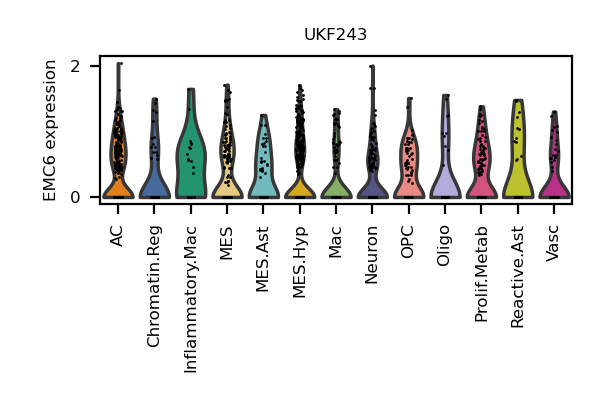 UKF243
EMC6 expression
2
0
AC
Chromatin.Reg
Inflammatory.Mac
MES
MES.Ast
MES.Hyp
Mac
Neuron
OPC
Oligo
Prolif.Metab
Reactive.Ast
Vasc